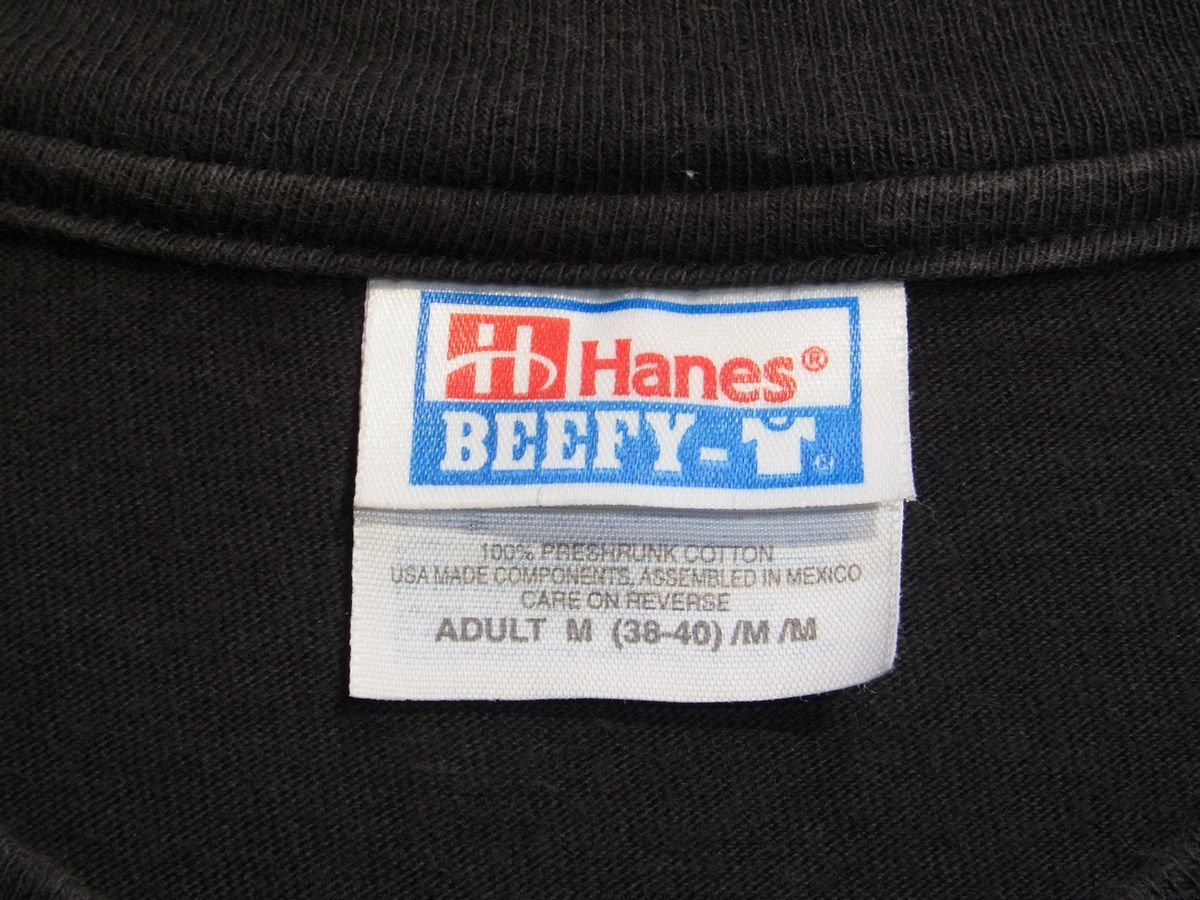 H Hanes®
BEEFY-
100% PRESHRUNK COTTON
USA MADE COMPONENTS, ASSEMBLED IN MEXICO
CARE ON REVERSE
ADULT M (38-40) /M /M